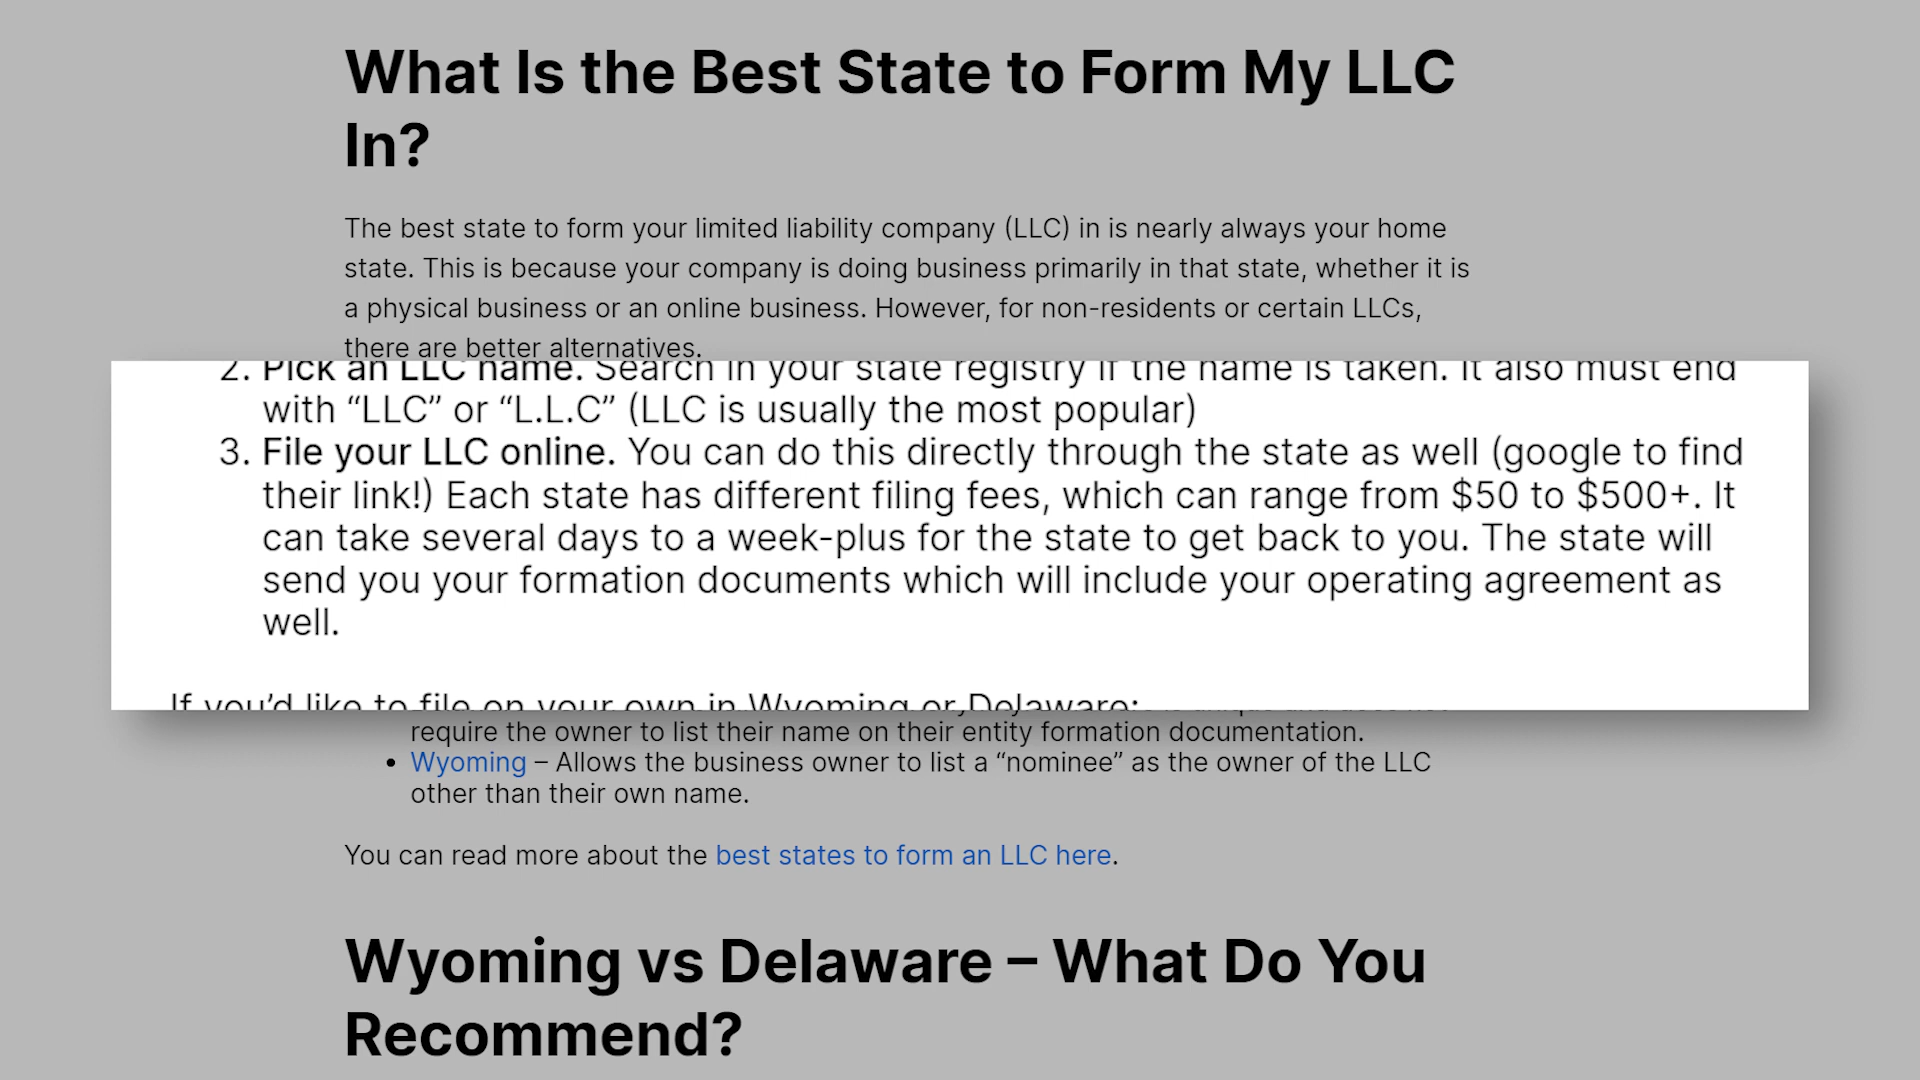 What Is the Best State to Form My LLC
In?
The best state to form your limited liability company (LLC) in is nearly always your home
state. This is because your company is doing business primarily in that state, whether it is
a physical business or an online business. However, for non-residents or certain LLCs,
there are better alternatives.
2. Pick an LLC name. Search in your state registry if the name is taken. It also must end
with “LLC” or “L.L.C” (LLC is usually the most popular)
3. File your LLC online. You can do this directly through the state as well (google to find
their link!) Each state has different filing fees, which can range from $50 to $500+. It
can take several days to a week-plus for the state to get back to you. The state will
send you your formation documents which will include your operating agreement as
well.
If you’d like to file on your own in Wyoming or Delaware:
require the owner to list their name on their entity formation documentation.
• Wyoming – Allows the business owner to list a “nominee” as the owner of the LLC
other than their own name.
You can read more about the best states to form an LLC here.
Wyoming vs Delaware – What Do You
Recommend?